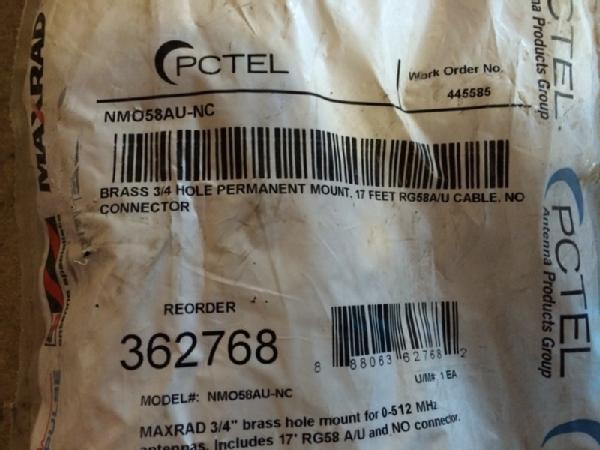 MAXRAD
PCTEL
Work Order No.
445585
NMO58AU-NC
BRASS 3/4 HOLE PERMANENT MOUNT, 17 FEET RG58A/U CABLE, NO
CONNECTOR
REORDER
362768
8 88063 62768 2
U/M#: 1 EA
MODEL#: NMO58AU-NC
MAXRAD 3/4" brass hole mount for 0-512 MHz
antennas. Includes 17' RG58 A/U and NO connector.
PCTEL
Antenna Products Group
PCTEL
Antenna Products Group